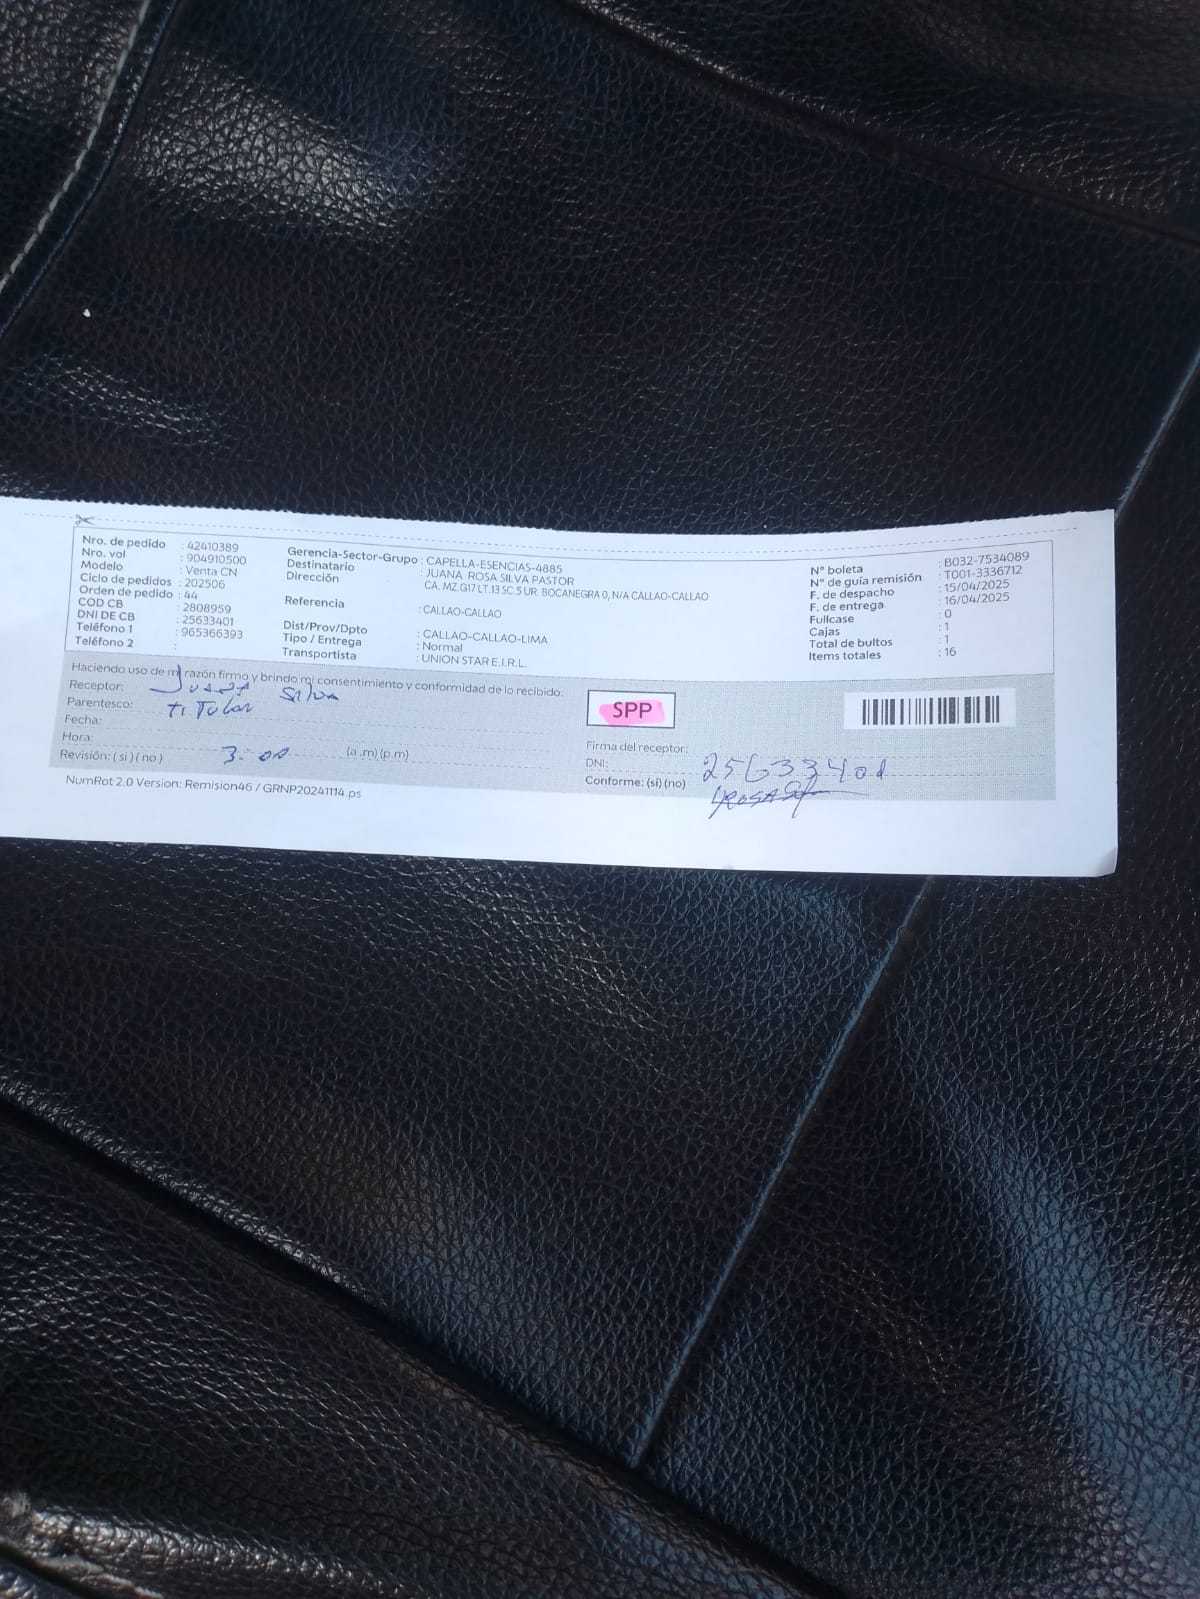 Nro. de pedido : 42410389
Nro. vol : 904910500
Modelo : Venta CN
Ciclo de pedidos : 202506
Orden de pedido : 44
COD CB : 2808959
DNI DE CB : 25633401
Teléfono 1 : 965366393
Teléfono 2 :
Gerencia-Sector-Grupo : CAPELLA-ESENCIAS-4885
Destinatario : JUANA ROSA SILVA PASTOR
Dirección CA. MZ.G17 LT.13 SC.5 UR. BOCANEGRA 0, N/A CALLAO-CALLAO
Referencia : CALLAO-CALLAO
Dist/Prov/Dpto : CALLAO-CALLAO-LIMA
Tipo / Entrega : Normal
Transportista : UNION STAR E.I.R.L.
N° boleta : B032-7534089
N° de guía remisión : T001-3336712
F. de despacho : 15/04/2025
F. de entrega : 16/04/2025
Fullcase : 0
Cajas : 1
Total de bultos : 1
Items totales : 16
Haciendo uso de mi razón firmo y brindo mi consentimiento y conformidad de lo recibido.
Receptor: Juana Silva
Parentesco: titular
Fecha:
Hora: 3:00 (a.m) (p.m)
Revisión: ( si ) ( no )
SPP
Firma del receptor:
DNI: 25633401
Conforme: (si) (no)
NumRot 2.0 Version: Remision46 / GRNP20241114.ps